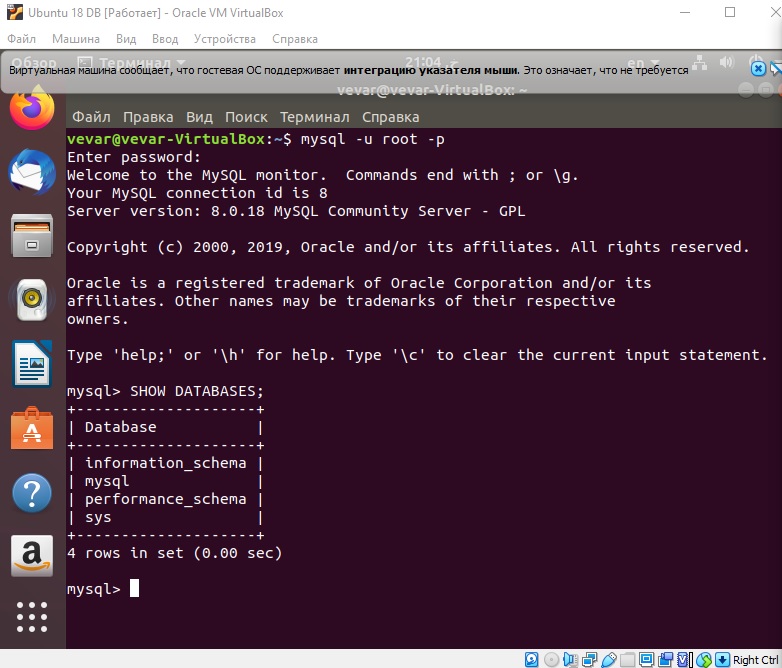 Ubuntu 18 DB [Работает] - Oracle VM VirtualBox
Файл Машина Вид Ввод Устройства Справка
Обзор Терминал 21:04 en
Виртуальная машина сообщает, что гостевая ОС поддерживает интеграцию указателя мыши. Это означает, что не требуется
vevar@vevar-VirtualBox: ~
Файл Правка Вид Поиск Терминал Справка
vevar@vevar-VirtualBox:~$ mysql -u root -p
Enter password:
Welcome to the MySQL monitor.  Commands end with ; or \g.
Your MySQL connection id is 8
Server version: 8.0.18 MySQL Community Server - GPL
Copyright (c) 2000, 2019, Oracle and/or its affiliates. All rights reserved.
Oracle is a registered trademark of Oracle Corporation and/or its
affiliates. Other names may be trademarks of their respective
owners.
Type 'help;' or '\h' for help. Type '\c' to clear the current input statement.
mysql> SHOW DATABASES;
+--------------------+
| Database           |
+--------------------+
| information_schema |
| mysql              |
| performance_schema |
| sys                |
+--------------------+
4 rows in set (0.00 sec)
mysql>
Right Ctrl